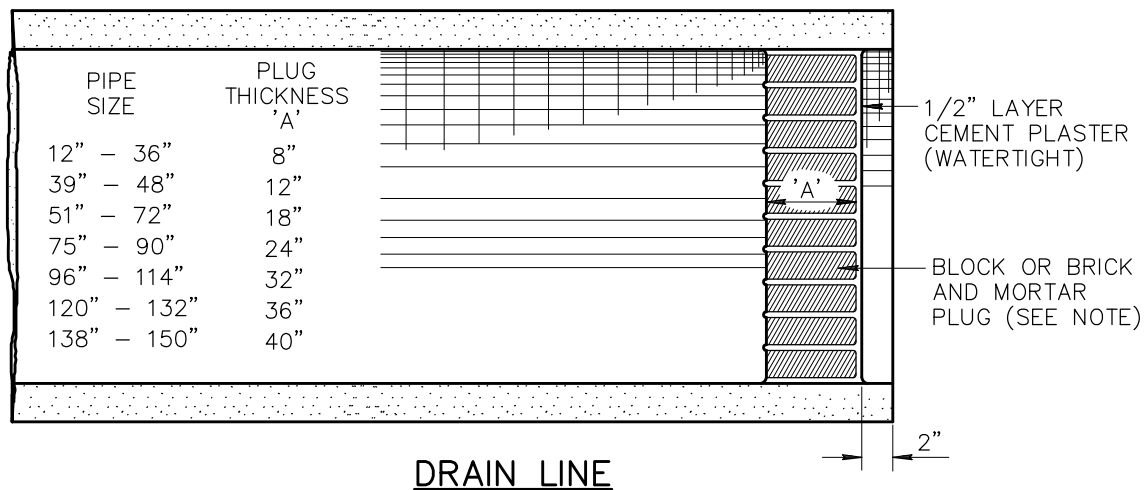 PIPE SIZE
PLUG THICKNESS 'A'
12” – 36” 8”
39” – 48” 12”
51” – 72” 18”
75” – 90” 24”
96” – 114” 32”
120” – 132” 36”
138” – 150” 40”
'A'
1/2” LAYER
CEMENT PLASTER
(WATERTIGHT)
BLOCK OR BRICK
AND MORTAR
PLUG (SEE NOTE)
2”
DRAIN LINE